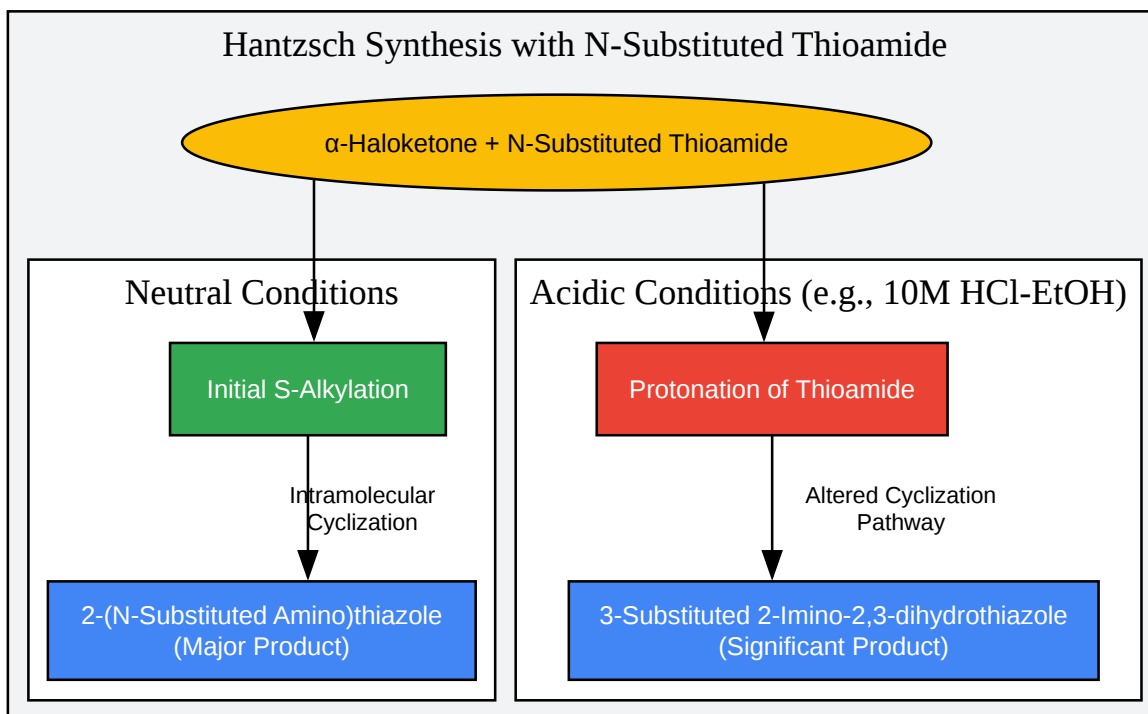 Hantzsch Synthesis with N-Substituted Thioamide
α-Haloketone + N-Substituted Thioamide
Neutral Conditions
Initial S-Alkylation
Intramolecular
Cyclization
2-(N-Substituted Amino)thiazole
(Major Product)
Acidic Conditions (e.g., 10M HCl-EtOH)
Protonation of Thioamide
Altered Cyclization
Pathway
3-Substituted 2-Imino-2,3-dihydrothiazole
(Significant Product)